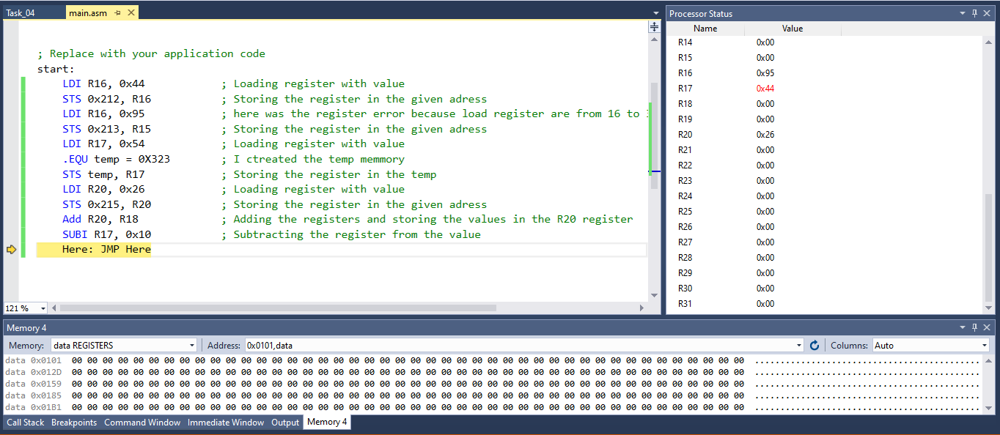 Task_04 main.asm
; Replace with your application code
start:
LDI R16, 0x44 ; Loading register with value
STS 0x212, R16 ; Storing the register in the given adress
LDI R16, 0x95 ; here was the register error because load register are from 16 to
STS 0x213, R15 ; Storing the register in the given adress
LDI R17, 0x54 ; Loading register with value
.EQU temp = 0X323 ; I ctreated the temp memmory
STS temp, R17 ; Storing the register in the temp
LDI R20, 0x26 ; Loading register with value
STS 0x215, R20 ; Storing the register in the given adress
Add R20, R18 ; Adding the registers and storing the values in the R20 register
SUBI R17, 0x10 ; Subtracting the register from the value
Here: JMP Here
121 %
Processor Status
Name Value
R14 0x00
R15 0x00
R16 0x95
R17 0x44
R18 0x00
R19 0x00
R20 0x26
R21 0x00
R22 0x00
R23 0x00
R24 0x00
R25 0x00
R26 0x00
R27 0x00
R28 0x00
R29 0x00
R30 0x00
R31 0x00
Memory 4
Memory: data REGISTERS Address: 0x0101,data Columns: Auto
data 0x0101 00 00 00 00 00 00 00 00 00 00 00 00 00 00 00 00 00 00 00 00 00 00 00 00 00 00 00 00 00 00 00 00 00 00 00 00 00 00 00 00 00 00 00 00 ............................................
data 0x012D 00 00 00 00 00 00 00 00 00 00 00 00 00 00 00 00 00 00 00 00 00 00 00 00 00 00 00 00 00 00 00 00 00 00 00 00 00 00 00 00 00 00 00 00 ............................................
data 0x0159 00 00 00 00 00 00 00 00 00 00 00 00 00 00 00 00 00 00 00 00 00 00 00 00 00 00 00 00 00 00 00 00 00 00 00 00 00 00 00 00 00 00 00 00 ............................................
data 0x0185 00 00 00 00 00 00 00 00 00 00 00 00 00 00 00 00 00 00 00 00 00 00 00 00 00 00 00 00 00 00 00 00 00 00 00 00 00 00 00 00 00 00 00 00 ............................................
data 0x01B1 00 00 00 00 00 00 00 00 00 00 00 00 00 00 00 00 00 00 00 00 00 00 00 00 00 00 00 00 00 00 00 00 00 00 00 00 00 00 00 00 00 00 00 00 ............................................
Call Stack Breakpoints Command Window Immediate Window Output Memory 4